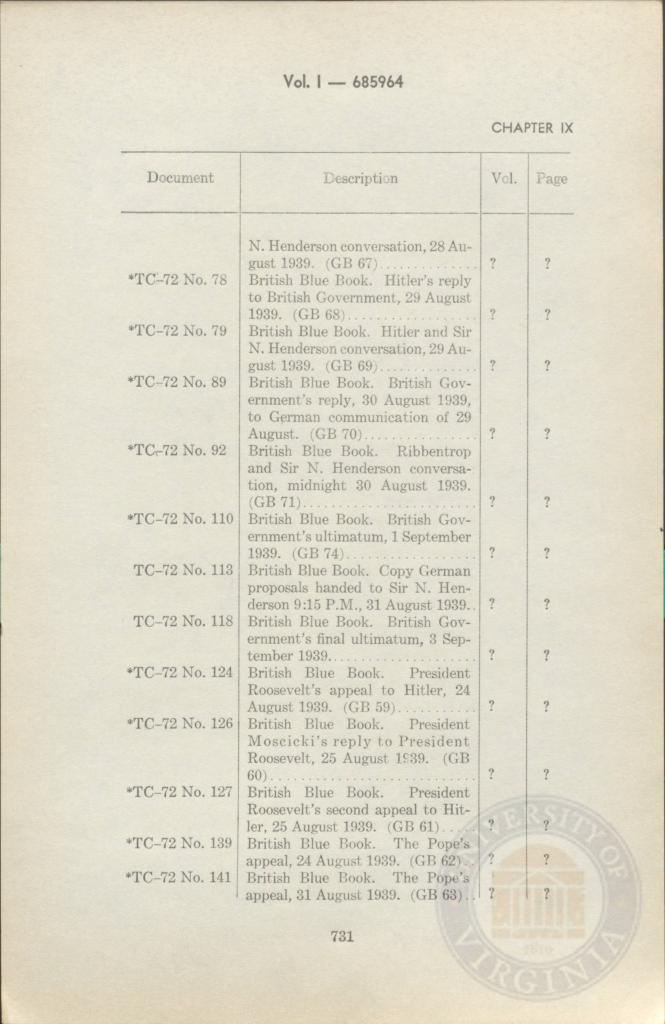 Vol. I — 685964
CHAPTER IX
Document Description Vol. Page
N. Henderson conversation, 28 Au-
gust 1939. (GB 67).............. ? ?
*TC-72 No. 78 British Blue Book. Hitler's reply
to British Government, 29 August
1939. (GB 68)................... ? ?
*TC-72 No. 79 British Blue Book. Hitler and Sir
N. Henderson conversation, 29 Au-
gust 1939. (GB 69).............. ? ?
*TC-72 No. 89 British Blue Book. British Gov-
ernment's reply, 30 August 1939,
to German communication of 29
August. (GB 70)................ ? ?
*TC-72 No. 92 British Blue Book. Ribbentrop
and Sir N. Henderson conversa-
tion, midnight 30 August 1939.
(GB 71)........................ ? ?
*TC-72 No. 110 British Blue Book. British Gov-
ernment's ultimatum, 1 September
1939. (GB 74).................. ? ?
TC-72 No. 113 British Blue Book. Copy German
proposals handed to Sir N. Hen-
derson 9:15 P.M., 31 August 1939.. ? ?
TC-72 No. 118 British Blue Book. British Gov-
ernment's final ultimatum, 3 Sep-
tember 1939..................... ? ?
*TC-72 No. 124 British Blue Book. President
Roosevelt's appeal to Hitler, 24
August 1939. (GB 59)........... ? ?
*TC-72 No. 126 British Blue Book. President
Moscicki's reply to President
Roosevelt, 25 August 1939. (GB
60)............................. ? ?
*TC-72 No. 127 British Blue Book. President
Roosevelt's second appeal to Hit-
ler, 25 August 1939. (GB 61)..... ? ?
*TC-72 No. 139 British Blue Book. The Pope's
appeal, 24 August 1939. (GB 62).. ? ?
*TC-72 No. 141 British Blue Book. The Pope's
appeal, 31 August 1939. (GB 63).. ? ?
731
UNIVERSITY OF
VIRGINIA
1819